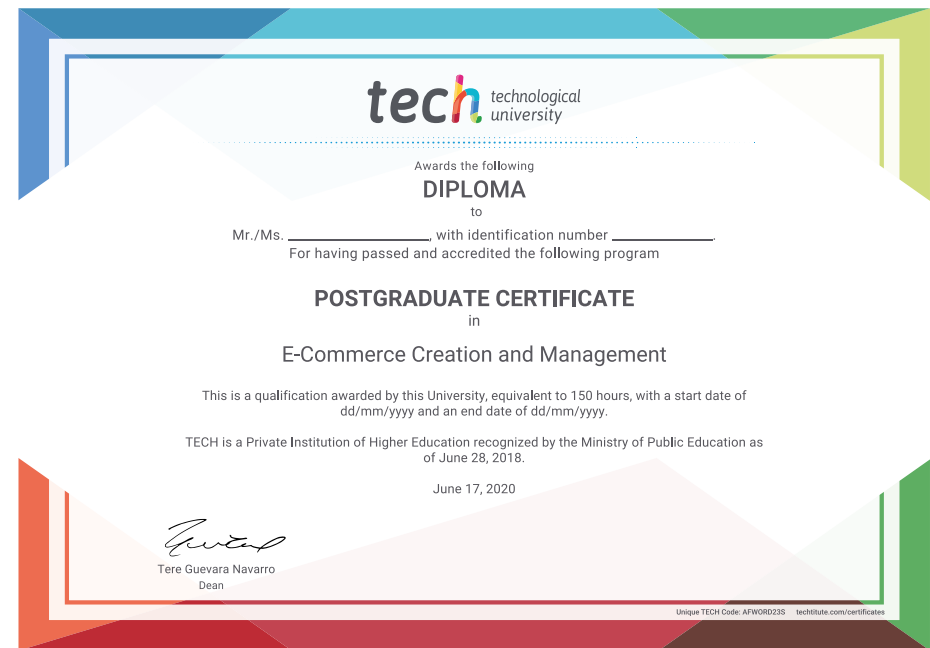 tech technological
university
Awards the following
DIPLOMA
to
Mr./Ms. ____________________, with identification number ______________.
For having passed and accredited the following program
POSTGRADUATE CERTIFICATE
in
E-Commerce Creation and Management
This is a qualification awarded by this University, equivalent to 150 hours, with a start date of
dd/mm/yyyy and an end date of dd/mm/yyyy.
TECH is a Private Institution of Higher Education recognized by the Ministry of Public Education as
of June 28, 2018.
June 17, 2020
Tere Guevara Navarro
Dean
Unique TECH Code: AFWORD23S techtitute.com/certificates